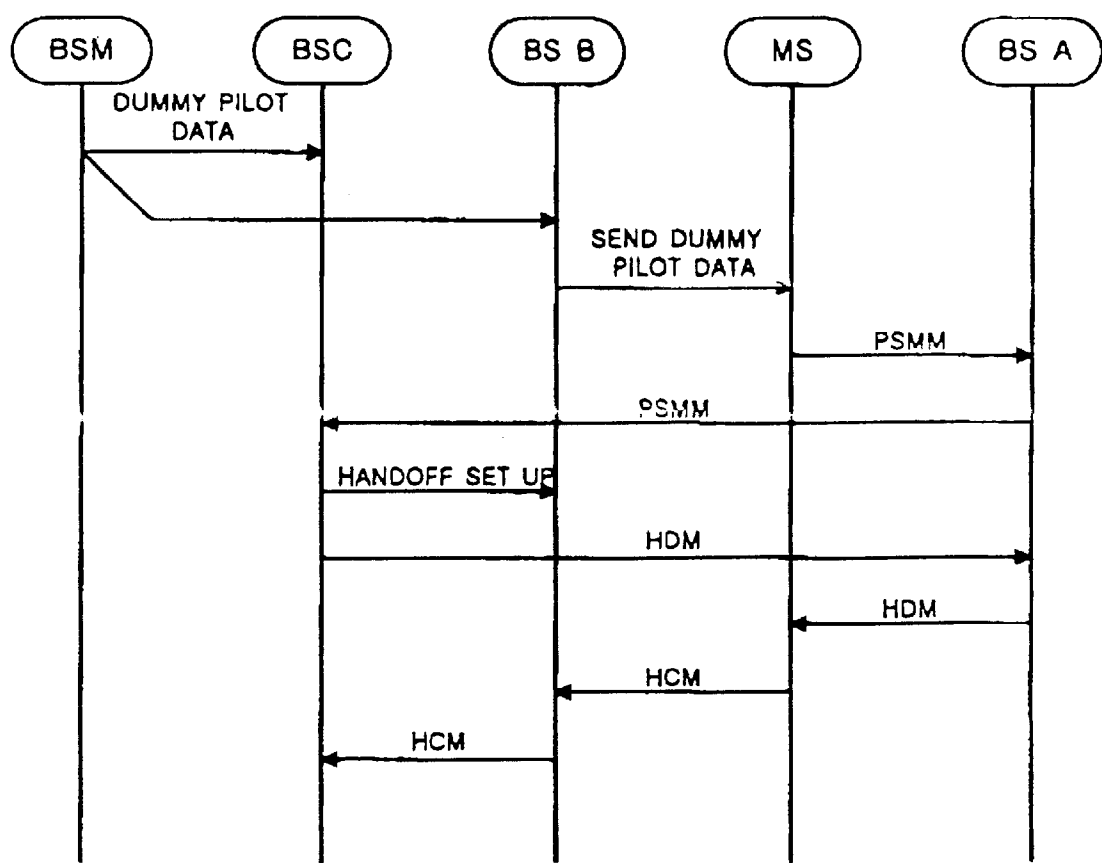 BSM
BSC
BS B
MS
BS A
DUMMY PILOT
DATA
SEND DUMMY
PILOT DATA
PSMM
PSMM
HANDOFF SET UP
HDM
HDM
HCM
HCM